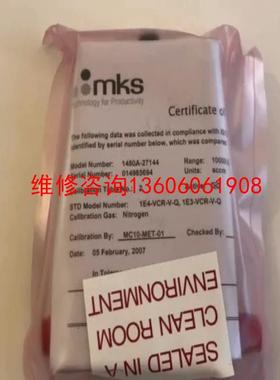 mks
Technology for Productivity
Certificate of
The following data was collected in compliance with
identified by serial number below, which was compared
Model Number: 1480A-27144
Range: 10000
Serial Number: 014985694
Units: sccm
维修咨询13606061908
STD Model Number: 1E4-VCR-V-Q, 1E3-VCR-V-Q
Calibration Gas: Nitrogen
Calibration By: MC10-MET-01
Checked By:
Date: 05 February, 2007
SEALED IN A
CLEAN ROOM
ENVIRONMENT